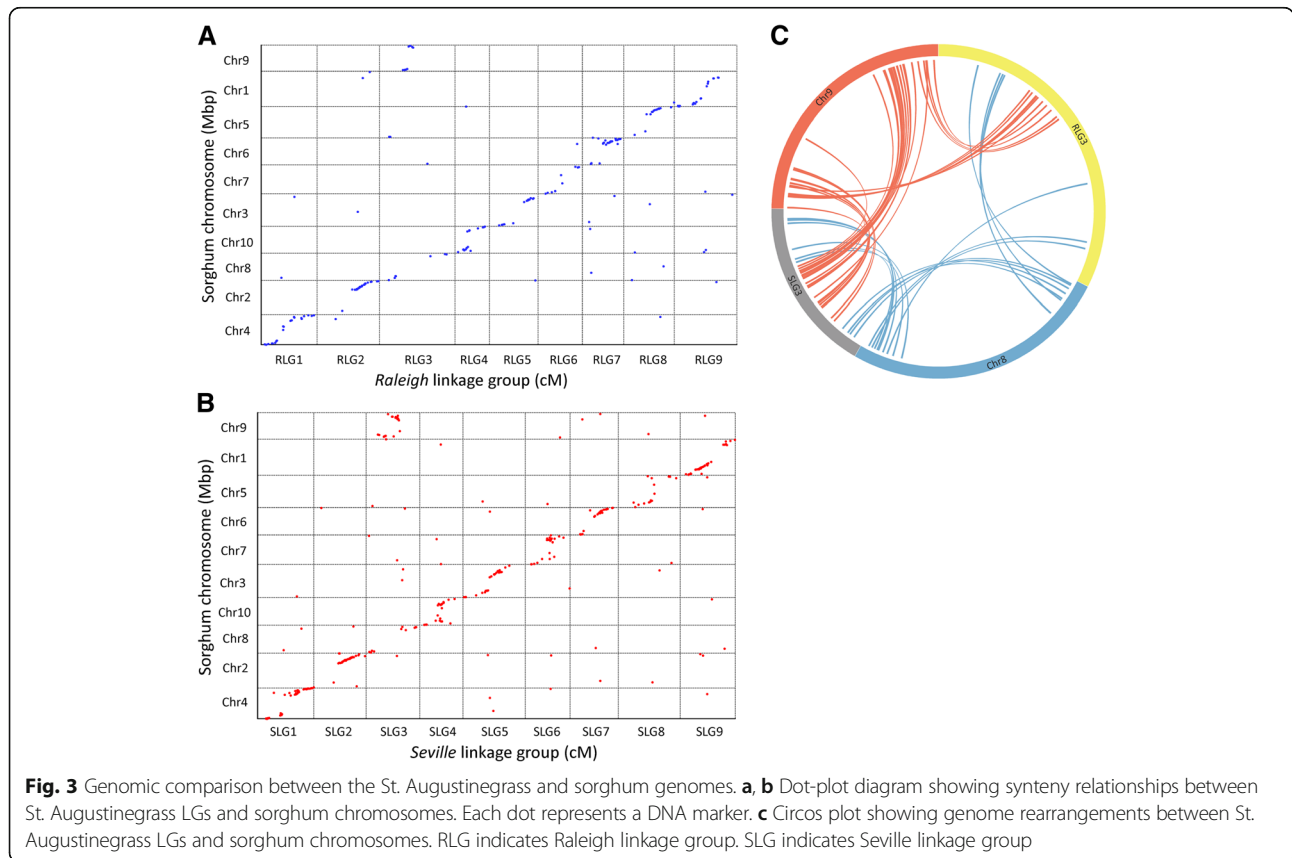 A
Sorghum chromosome (Mbp)
Chr9
Chr1
Chr5
Chr6
Chr7
Chr3
Chr10
Chr8
Chr2
Chr4
RLG1 RLG2 RLG3 RLG4 RLG5 RLG6 RLG7 RLG8 RLG9
Raleigh linkage group (cM)
B
Sorghum chromosome (Mbp)
Chr9
Chr1
Chr5
Chr6
Chr7
Chr3
Chr10
Chr8
Chr2
Chr4
SLG1 SLG2 SLG3 SLG4 SLG5 SLG6 SLG7 SLG8 SLG9
Seville linkage group (cM)
C
Chr9
RLG3
SLG3
Chr8
Fig. 3 Genomic comparison between the St. Augustinegrass and sorghum genomes. a, b Dot-plot diagram showing synteny relationships between
St. Augustinegrass LGs and sorghum chromosomes. Each dot represents a DNA marker. c Circos plot showing genome rearrangements between St.
Augustinegrass LGs and sorghum chromosomes. RLG indicates Raleigh linkage group. SLG indicates Seville linkage group